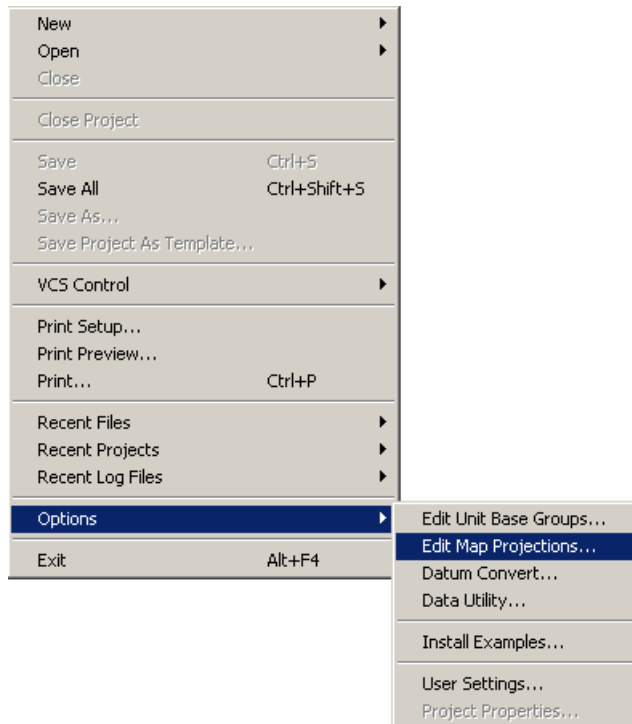 New
Open
Close
Close Project
Save Ctrl+S
Save All Ctrl+Shift+S
Save As...
Save Project As Template...
VCS Control
Print Setup...
Print Preview...
Print... Ctrl+P
Recent Files
Recent Projects
Recent Log Files
Options
Exit Alt+F4
Edit Unit Base Groups...
Edit Map Projections...
Datum Convert...
Data Utility...
Install Examples...
User Settings...
Project Properties...